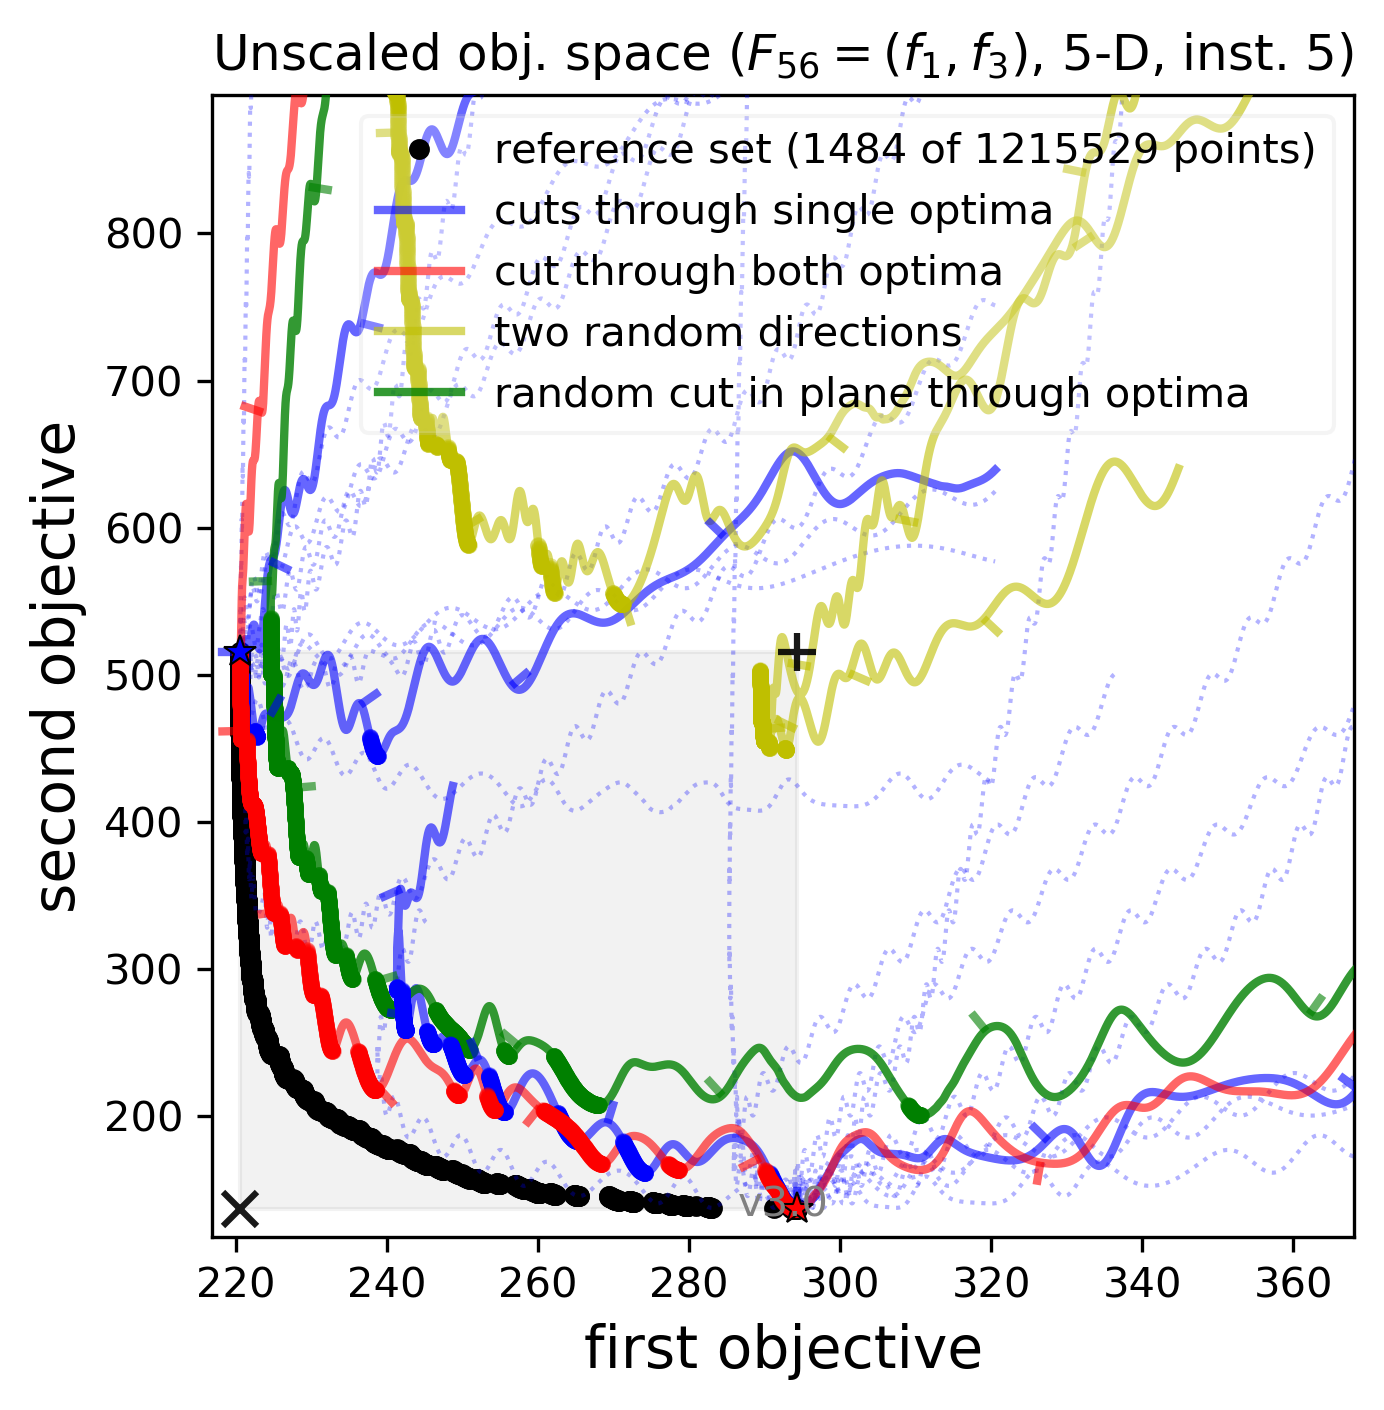 Unscaled obj. space (F56 = (f1, f3), 5-D, inst. 5)
reference set (1484 of 1215529 points)
cuts through single optima
cut through both optima
two random directions
random cut in plane through optima
second objective
800
700
600
500
400
300
200
220 240 260 280 300 320 340 360
first objective